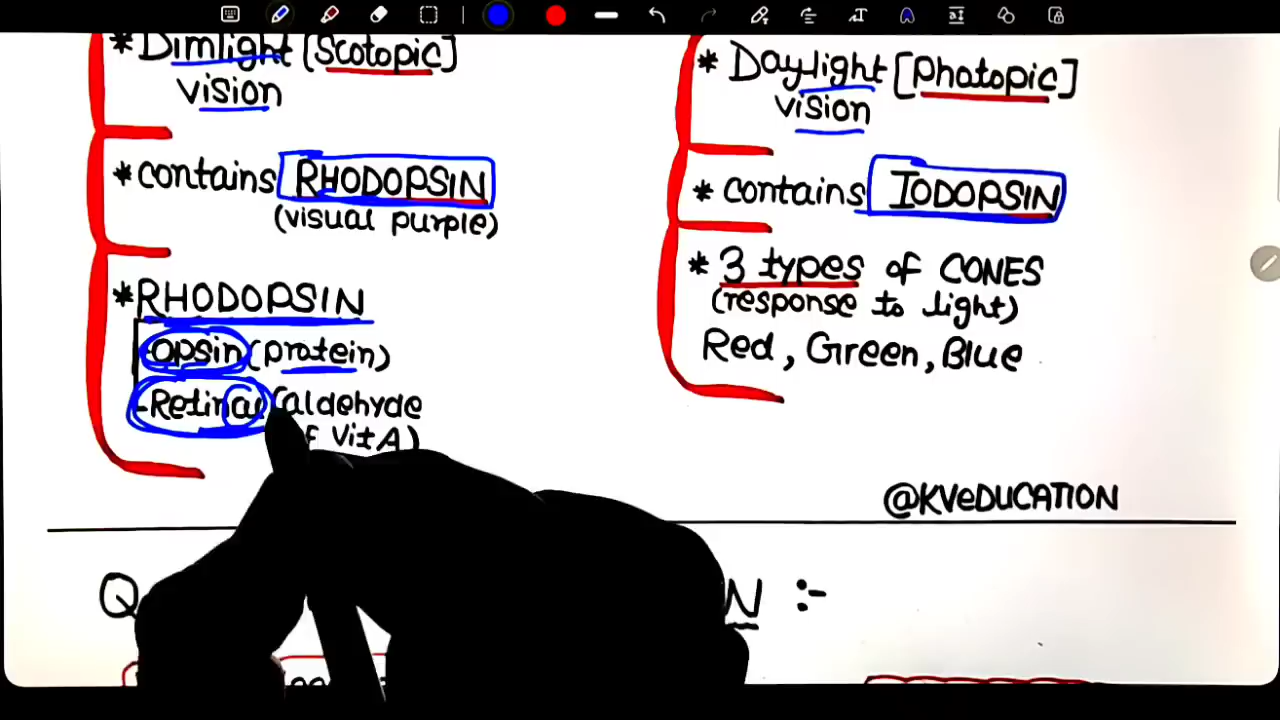 * Dimlight [Scotopic]
vision
* contains RHODOPSIN
(visual purple)
* RHODOPSIN
- opsin (protein)
- Retinal (aldehyde
VitA)
* Daylight [Photopic]
vision
* contains IODOPSIN
* 3 types of CONES
(response to light)
Red, Green, Blue
@KVeDUCATION
:-